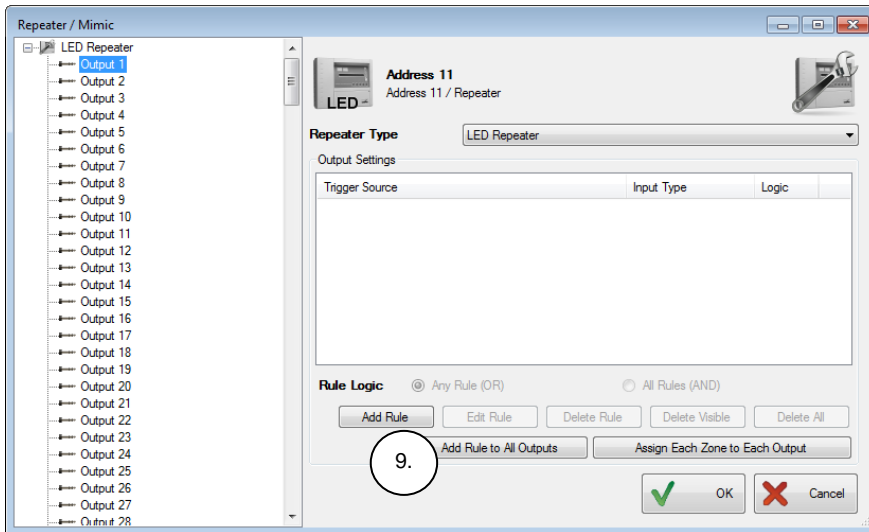 Repeater / Mimic
LED Repeater
Output 1
Output 2
Output 3
Output 4
Output 5
Output 6
Output 7
Output 8
Output 9
Output 10
Output 11
Output 12
Output 13
Output 14
Output 15
Output 16
Output 17
Output 18
Output 19
Output 20
Output 21
Output 22
Output 23
Output 24
Output 25
Output 26
Output 27
Output 28
LED
Address 11
Address 11 / Repeater
Repeater Type LED Repeater
Output Settings
Trigger Source Input Type Logic
Rule Logic Any Rule (OR) All Rules (AND)
Add Rule Edit Rule Delete Rule Delete Visible Delete All
Add Rule to All Outputs Assign Each Zone to Each Output
9.
OK Cancel